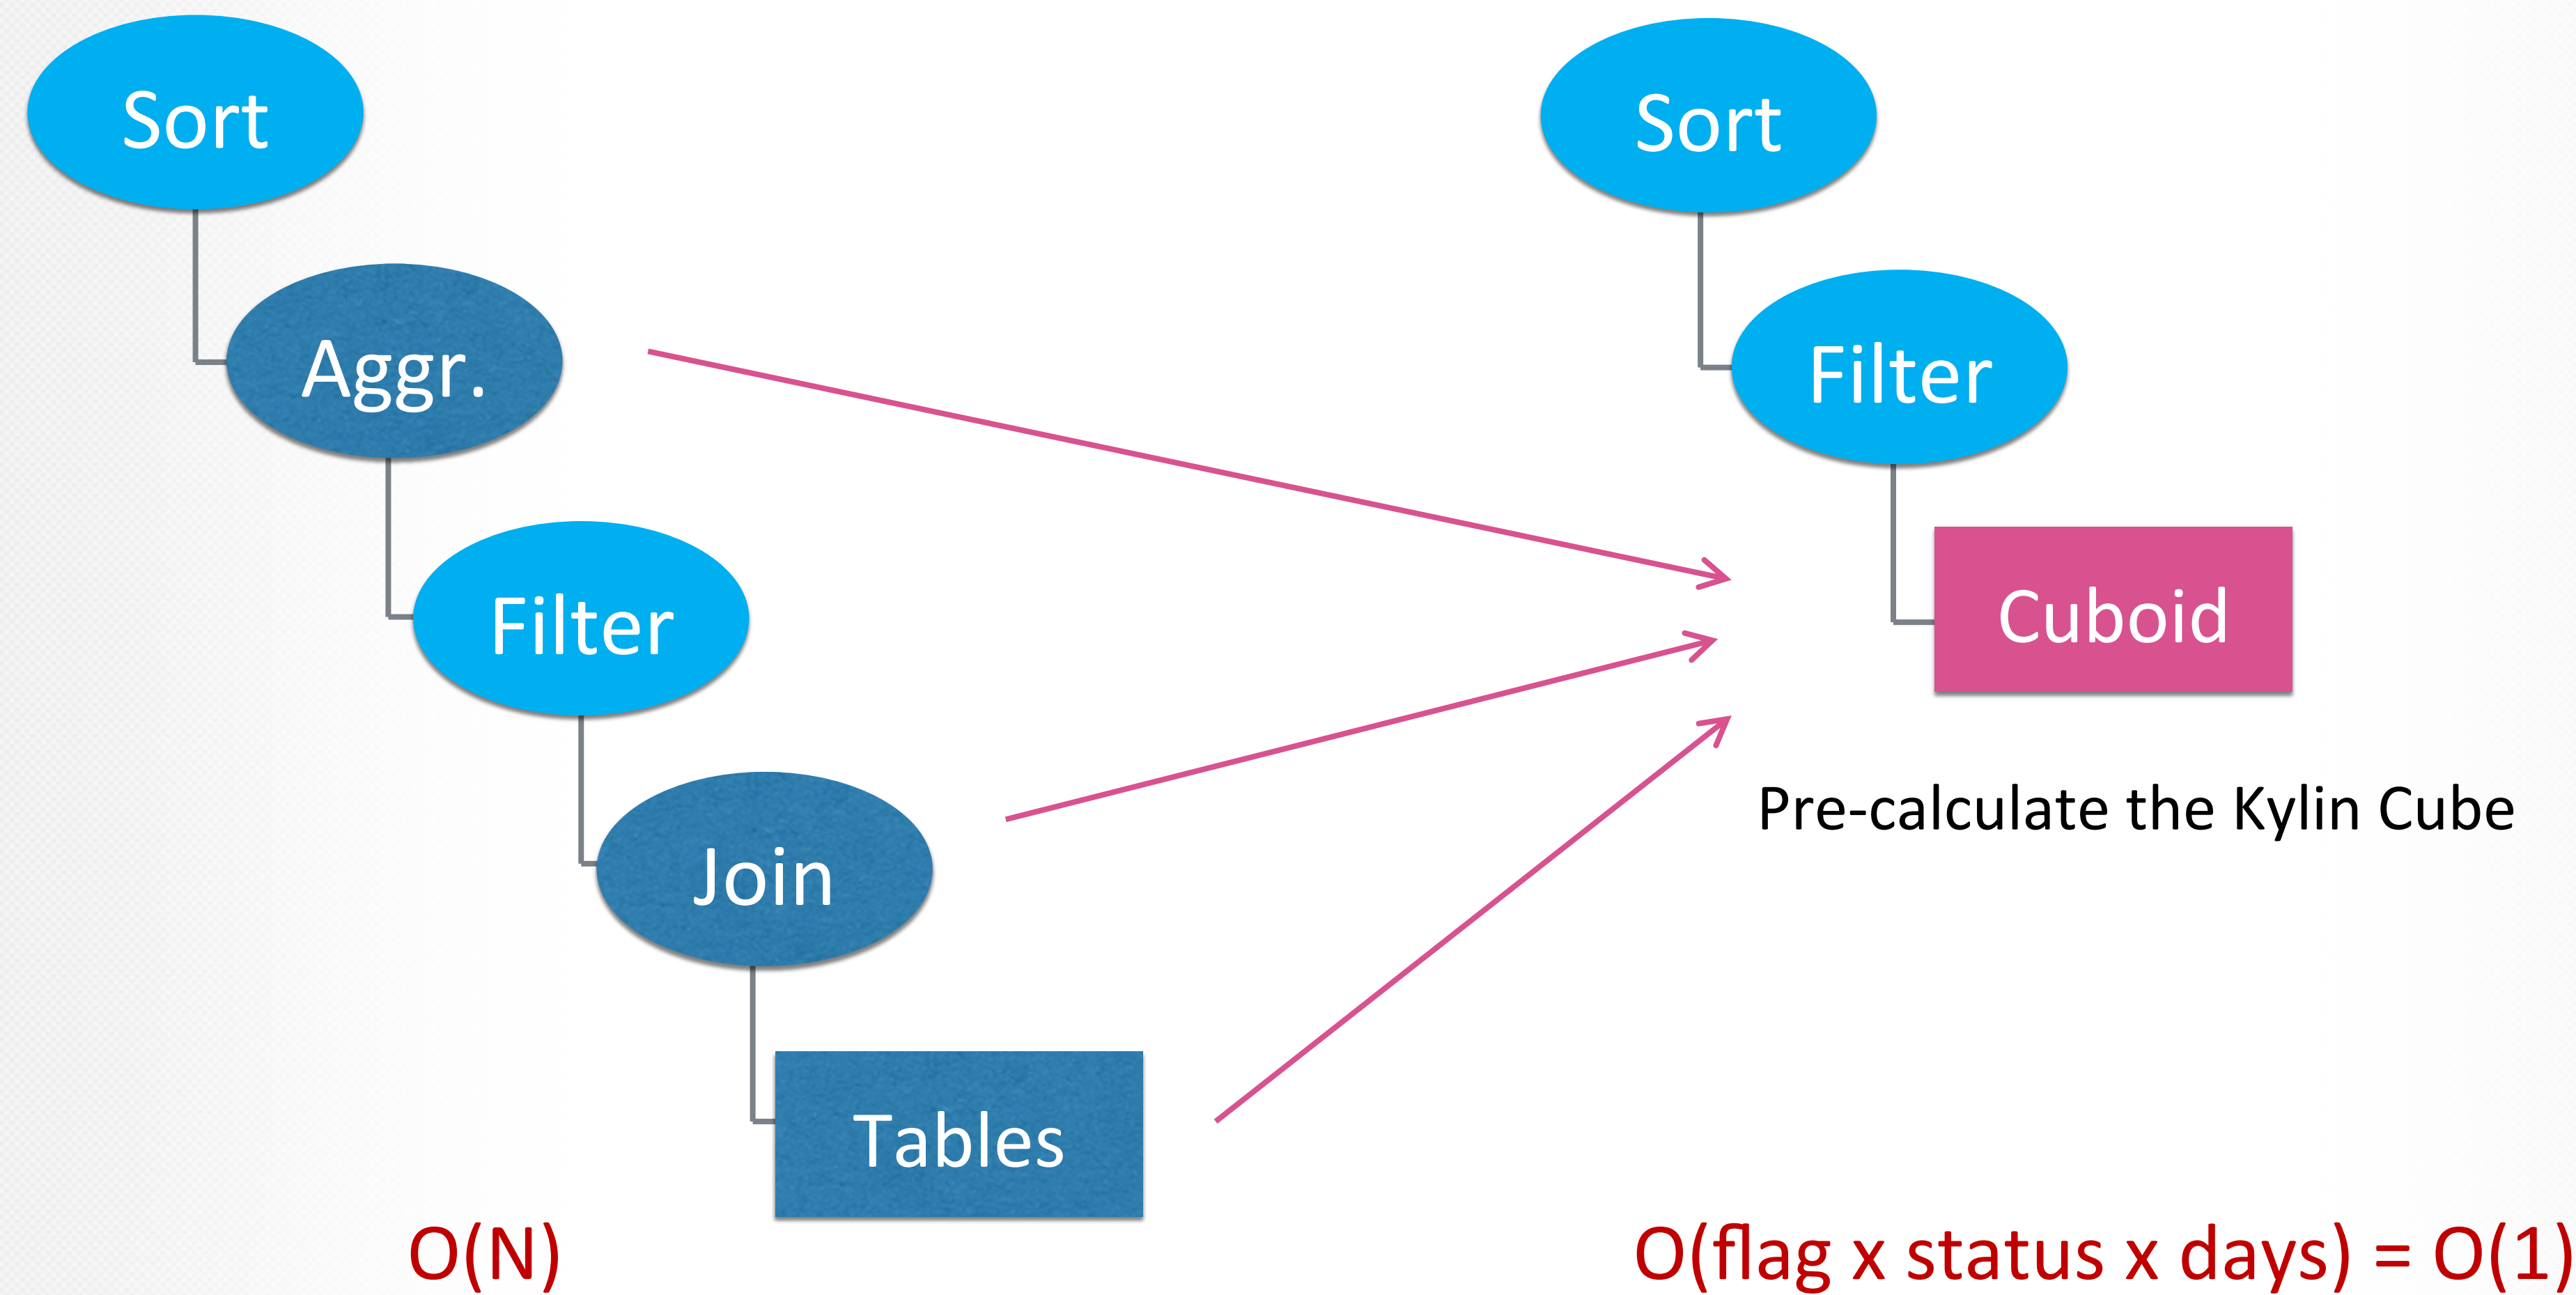 Sort
Aggr.
Filter
Join
Tables
O(N)
Sort
Filter
Cuboid
Pre-calculate the Kylin Cube
O(flag x status x days) = O(1)